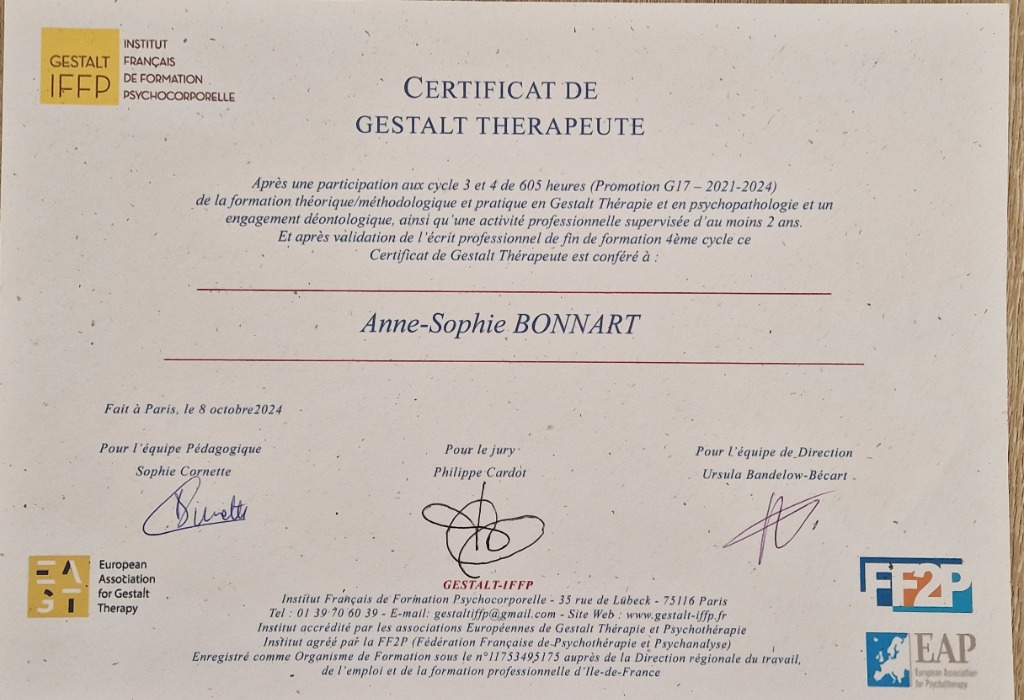 GESTALT
IFFP
INSTITUT
FRANÇAIS
DE FORMATION
PSYCHOCORPORELLE
CERTIFICAT DE
GESTALT THERAPEUTE
Après une participation aux cycle 3 et 4 de 605 heures (Promotion G17 – 2021-2024)
de la formation théorique/méthodologique et pratique en Gestalt Thérapie et en psychopathologie et un
engagement déontologique, ainsi qu'une activité professionnelle supervisée d'au moins 2 ans.
Et après validation de l'écrit professionnel de fin de formation 4ème cycle ce
Certificat de Gestalt Thérapeute est conféré à :
Anne-Sophie BONNART
Fait à Paris, le 8 octobre2024
Pour l'équipe Pédagogique
Sophie Cornette
Pour le jury
Philippe Cardot
Pour l'équipe de Direction
Ursula Bandelow-Bécart
EAGT
European
Association
for Gestalt
Therapy
GESTALT-IFFP
Institut Français de Formation Psychocorporelle - 35 rue de Lübeck - 75116 Paris
Tel : 01 39 70 60 39 - E-mail: gestaltiffp@gmail.com - Site Web : www.gestalt-iffp.fr
Institut accrédité par les associations Européennes de Gestalt Thérapie et Psychothérapie
Institut agréé par la FF2P (Fédération Française de Psychothérapie et Psychanalyse)
Enregistré comme Organisme de Formation sous le n°11753495175 auprès de la Direction régionale du travail,
de l'emploi et de la formation professionnelle d'Ile-de-France
FF2P
EAP
European Association
for Psychotherapy